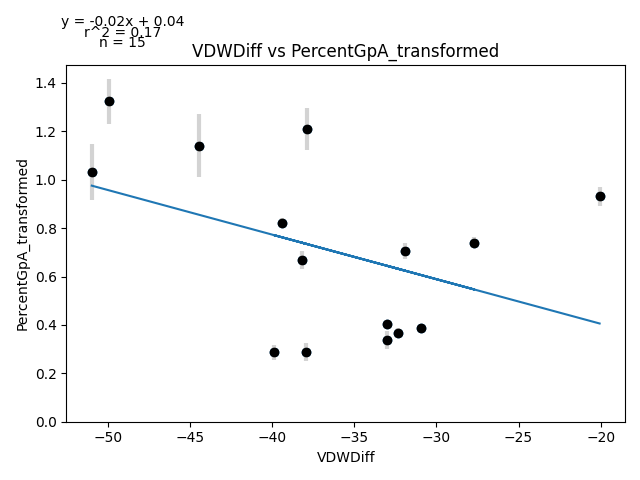 y = -0.02x + 0.04
r^2 = 0.17
n = 15
VDWDiff vs PercentGpA_transformed
1.4
1.2
1.0
0.8
0.6
0.4
0.2
0.0
PercentGpA_transformed
−50
−45
−40
−35
−30
−25
−20
VDWDiff